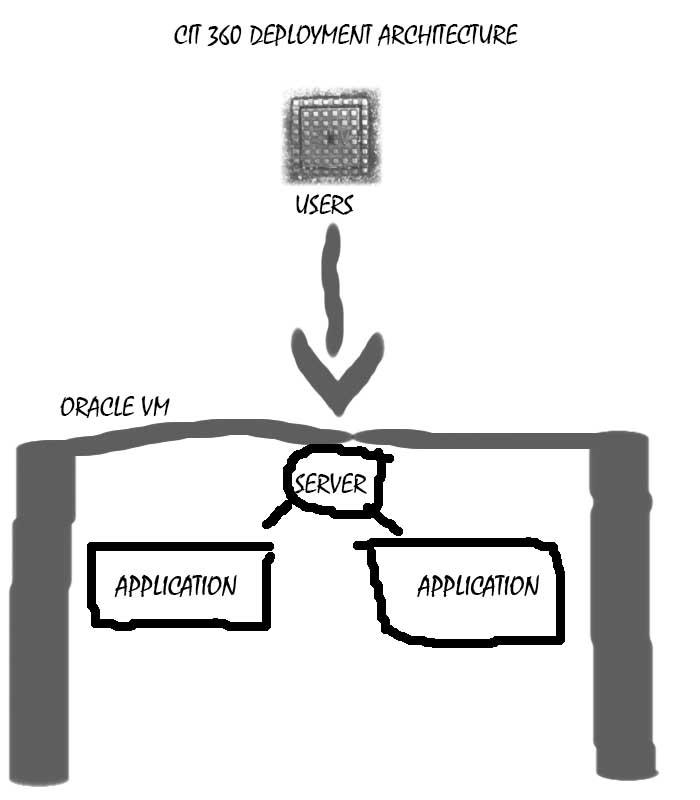 CIT 360 DEPLOYMENT ARCHITECTURE
USERS
ORACLE VM
SERVER
APPLICATION
APPLICATION